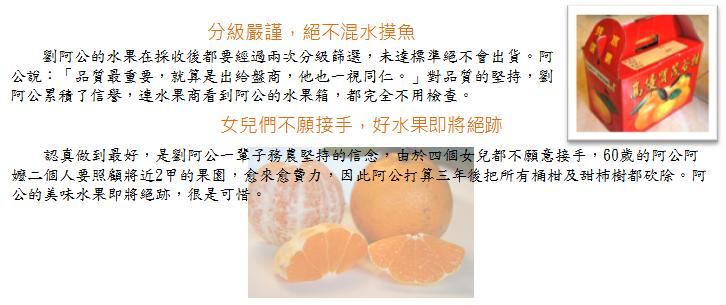 分級嚴謹，絕不混水摸魚
劉阿公的水果在採收後都要經過兩次分級篩選，未達標準絕不會出貨。阿
公說：「品質最重要，就算是出給盤商，他也一視同仁。」對品質的堅持，劉
阿公累積了信譽，連水果商看到阿公的水果箱，都完全不用檢查。
女兒們不願接手，好水果即將絕跡
認真做到最好，是劉阿公一輩子務農堅持的信念，由於四個女兒都不願意接手，60歲的阿公阿
嬤二個人要照顧將近2甲的果園，愈來愈費力，因此阿公打算三年後把所有桶柑及甜柿樹都砍除。阿
公的美味水果即將絕跡，很是可惜。